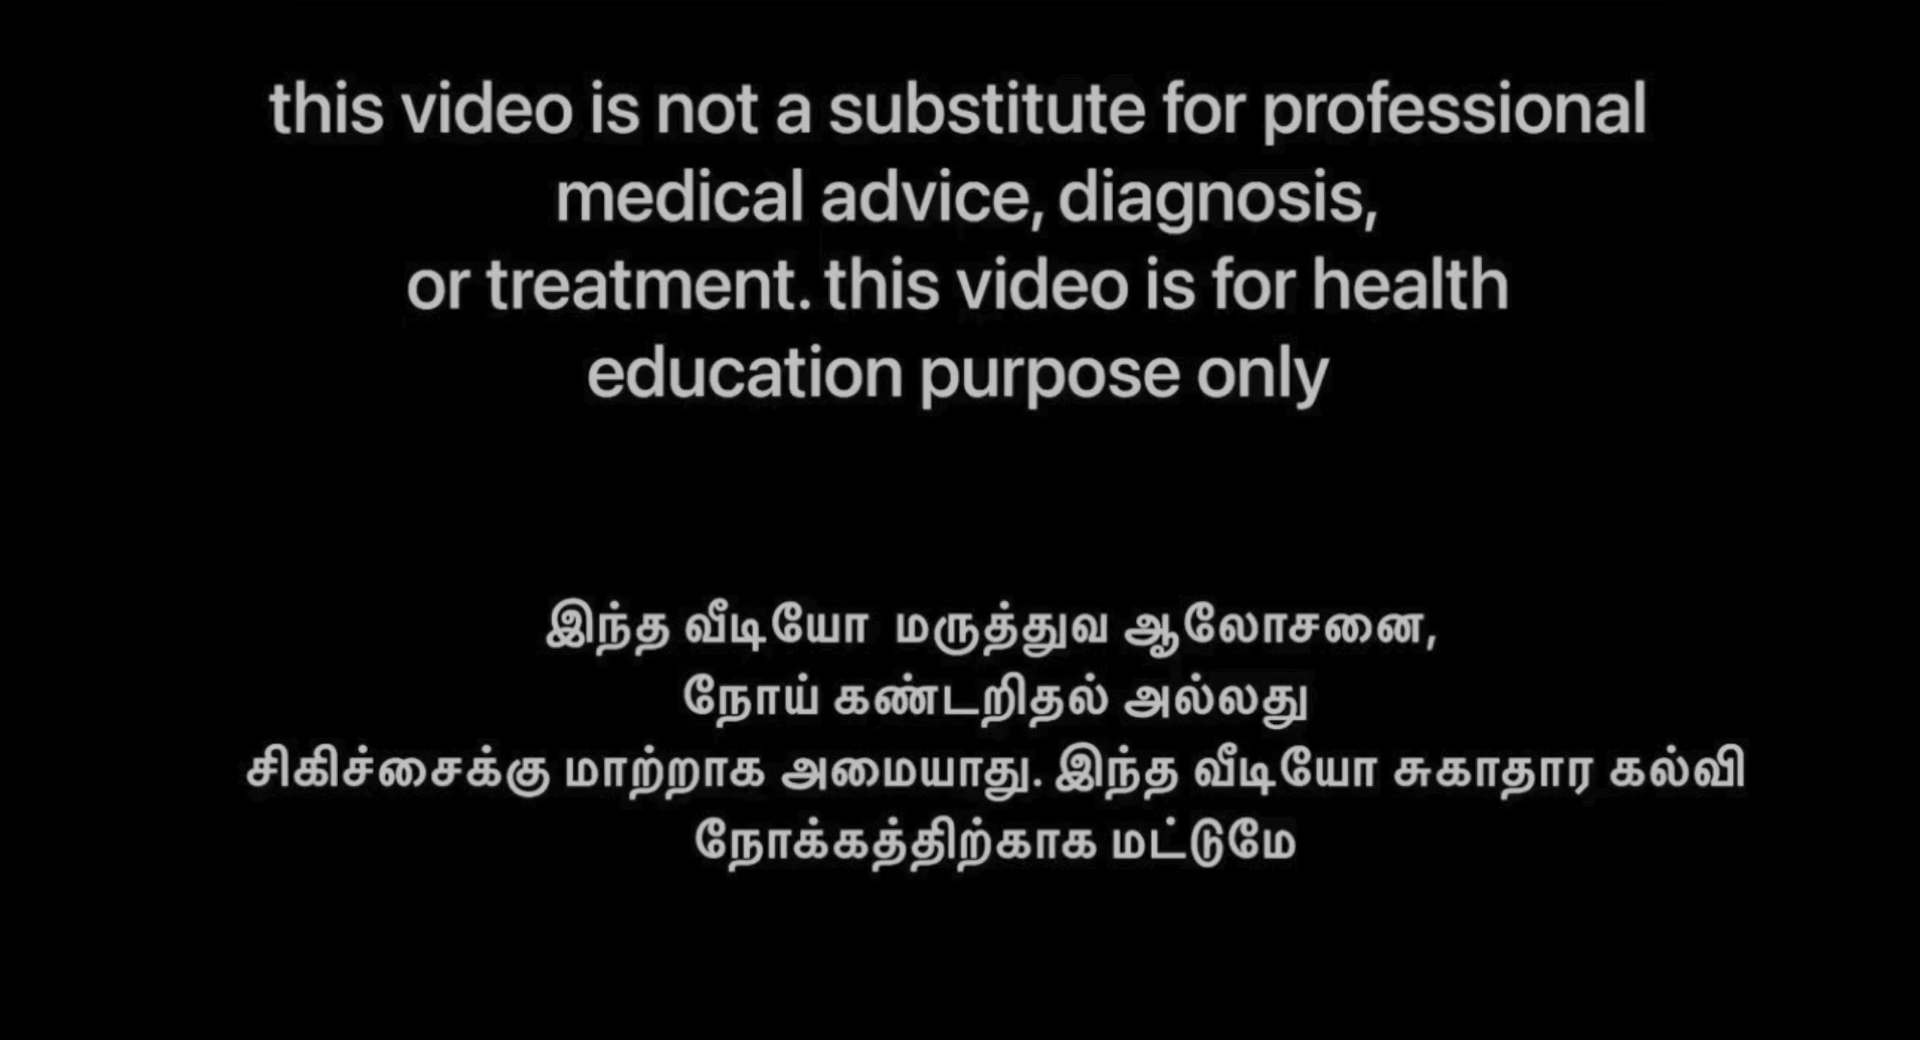 this video is not a substitute for professional
medical advice, diagnosis,
or treatment. this video is for health
education purpose only
இந்த வீடியோ மருத்துவ ஆலோசனை,
நோய் கண்டறிதல் அல்லது
சிகிச்சைக்கு மாற்றாக அமையாது. இந்த வீடியோ சுகாதார கல்வி
நோக்கத்திற்காக மட்டுமே